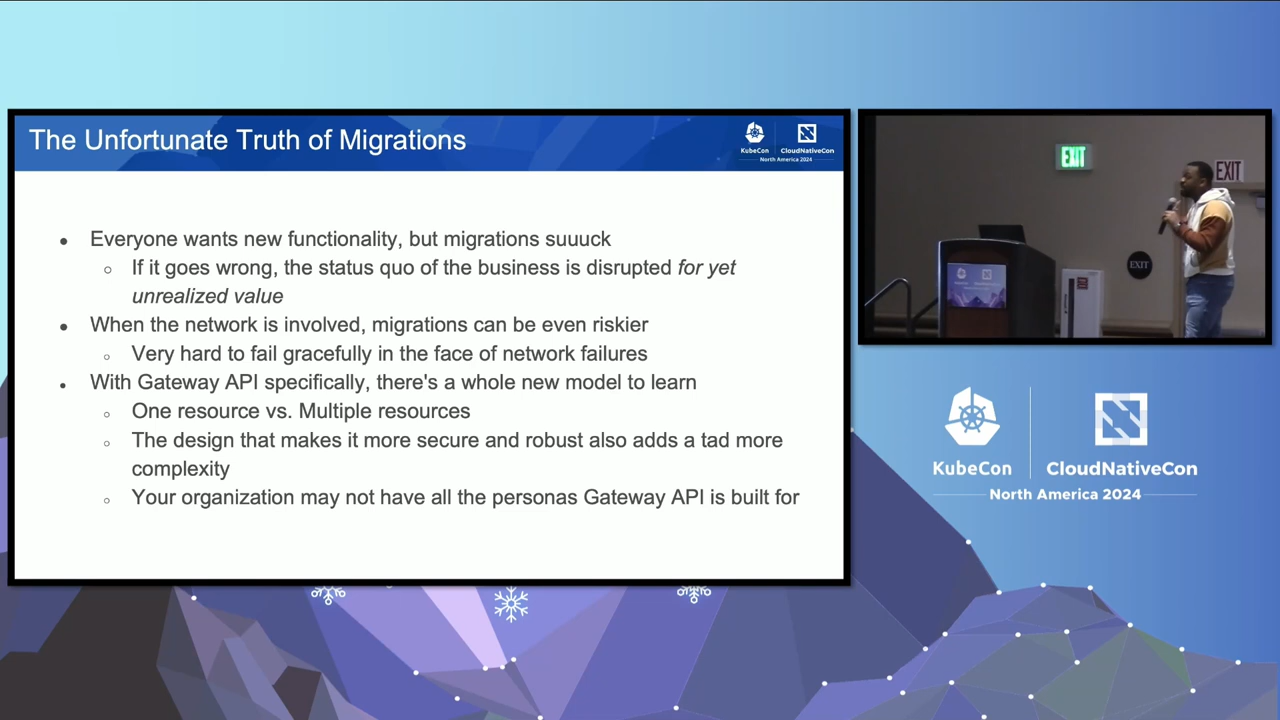 The Unfortunate Truth of Migrations
KubeCon
CloudNativeCon
North America 2024
● Everyone wants new functionality, but migrations suuuck
○ If it goes wrong, the status quo of the business is disrupted for yet
unrealized value
● When the network is involved, migrations can be even riskier
○ Very hard to fail gracefully in the face of network failures
● With Gateway API specifically, there's a whole new model to learn
○ One resource vs. Multiple resources
○ The design that makes it more secure and robust also adds a tad more
complexity
○ Your organization may not have all the personas Gateway API is built for
EXIT
EXIT
EXIT
KubeCon
CloudNativeCon
North America 2024